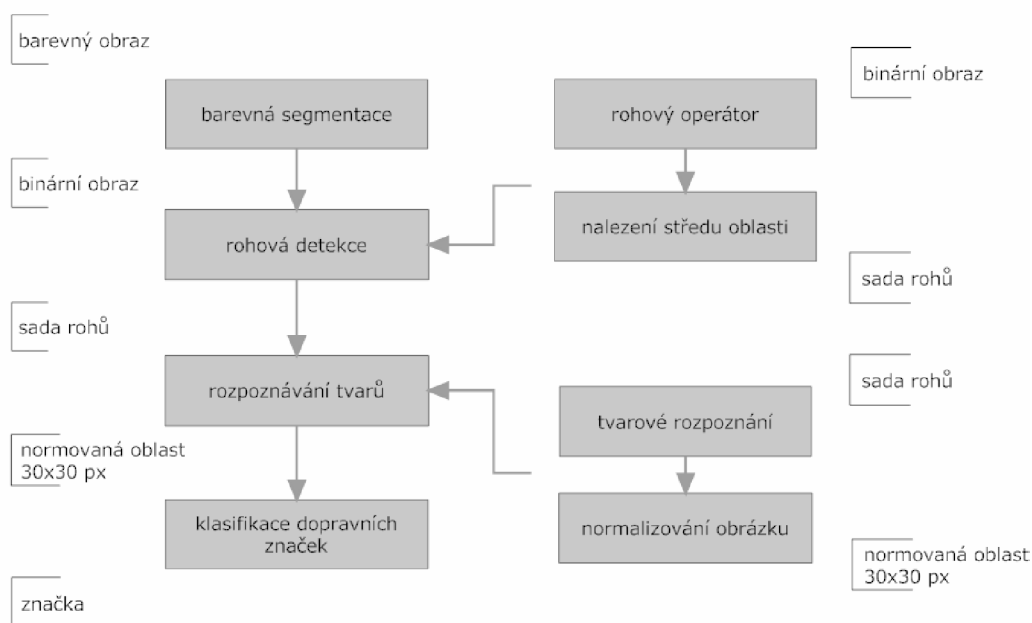 barevný obraz
barevná segmentace
binární obraz
rohová detekce
sada rohů
rozpoznávání tvarů
normovaná oblast
30x30 px
klasifikace dopravních
značek
značka
binární obraz
rohový operátor
nalezení středu oblasti
sada rohů
sada rohů
tvarové rozpoznání
normalizování obrázku
normovaná oblast
30x30 px